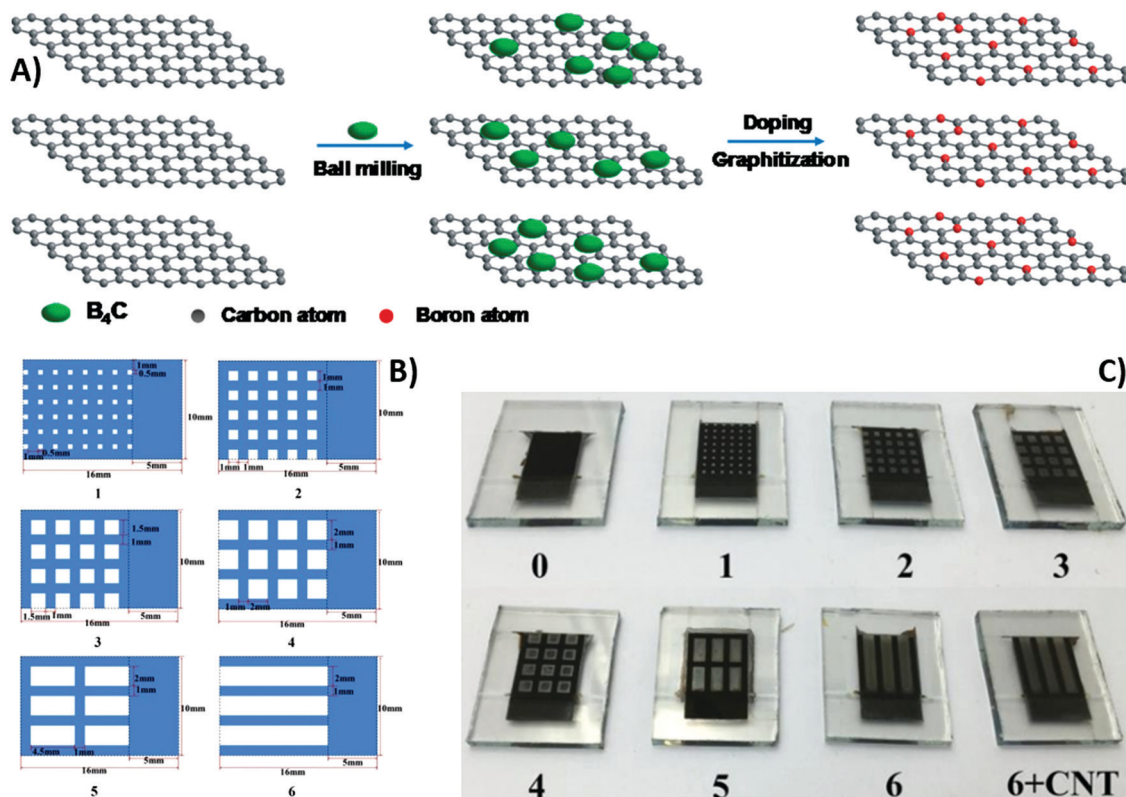 A)
Ball milling
Doping
Graphitization
B₄C
Carbon atom
Boron atom
B)
1mm
0.5mm
10mm
1mm
0.5mm
5mm
16mm
1
1mm
1mm
10mm
1mm 1mm
5mm
16mm
2
1.5mm
1mm
10mm
1.5mm 1mm
5mm
16mm
3
2mm
1mm
10mm
1mm 2mm
5mm
16mm
4
2mm
1mm
10mm
4.5mm 1mm
5mm
16mm
5
2mm
1mm
10mm
5mm
16mm
6
C)
0 1 2 3
4 5 6 6+CNT